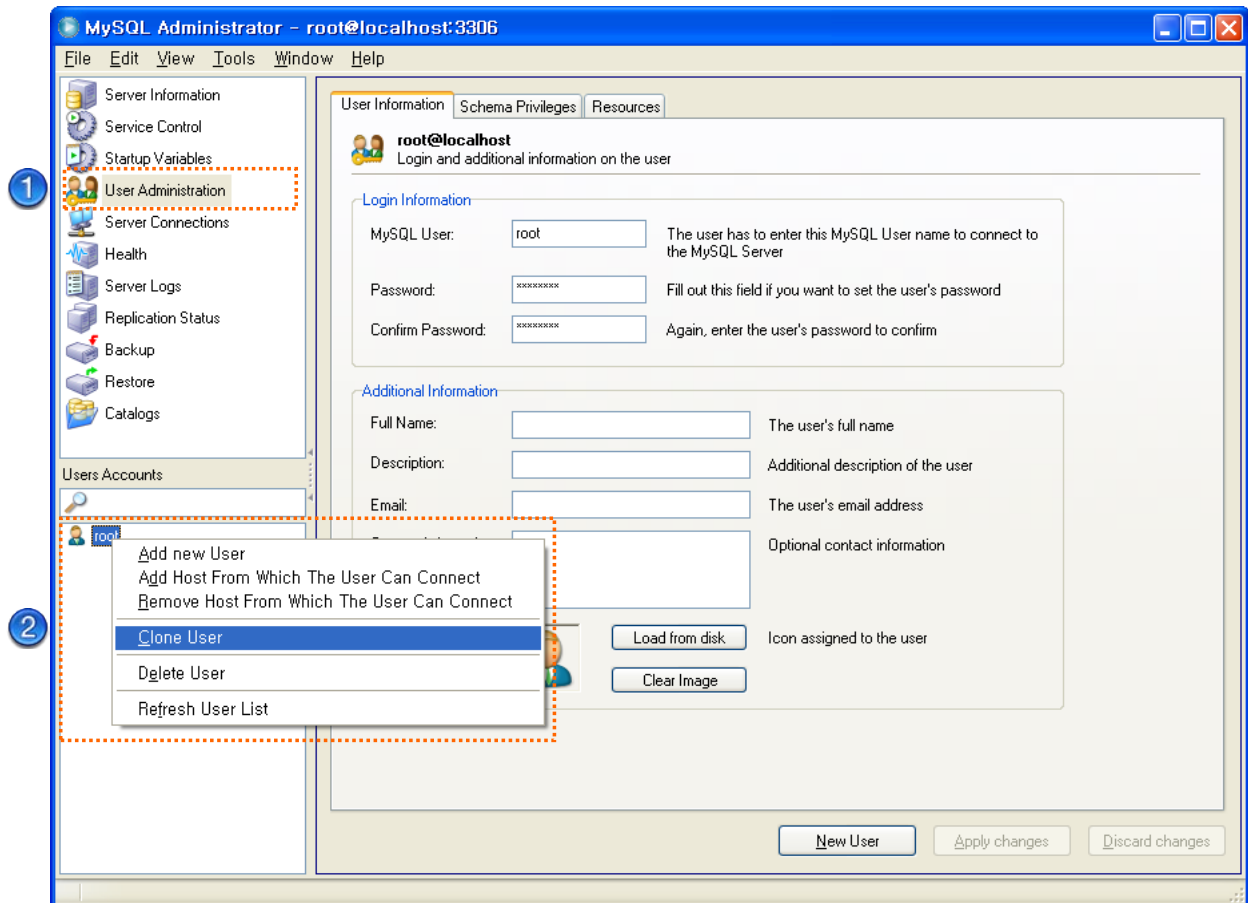 MySQL Administrator - root@localhost:3306
File Edit View Tools Window Help
Server Information
Service Control
Startup Variables
1
User Administration
Server Connections
Health
Server Logs
Replication Status
Backup
Restore
Catalogs
Users Accounts
root
2
Add new User
Add Host From Which The User Can Connect
Remove Host From Which The User Can Connect
Clone User
Delete User
Refresh User List
User Information Schema Privileges Resources
root@localhost
Login and additional information on the user
Login Information
MySQL User: root The user has to enter this MySQL User name to connect to
the MySQL Server
Password: ******** Fill out this field if you want to set the user's password
Confirm Password: ******** Again, enter the user's password to confirm
Additional Information
Full Name: The user's full name
Description: Additional description of the user
Email: The user's email address
Optional contact information
Load from disk Icon assigned to the user
Clear Image
New User Apply changes Discard changes